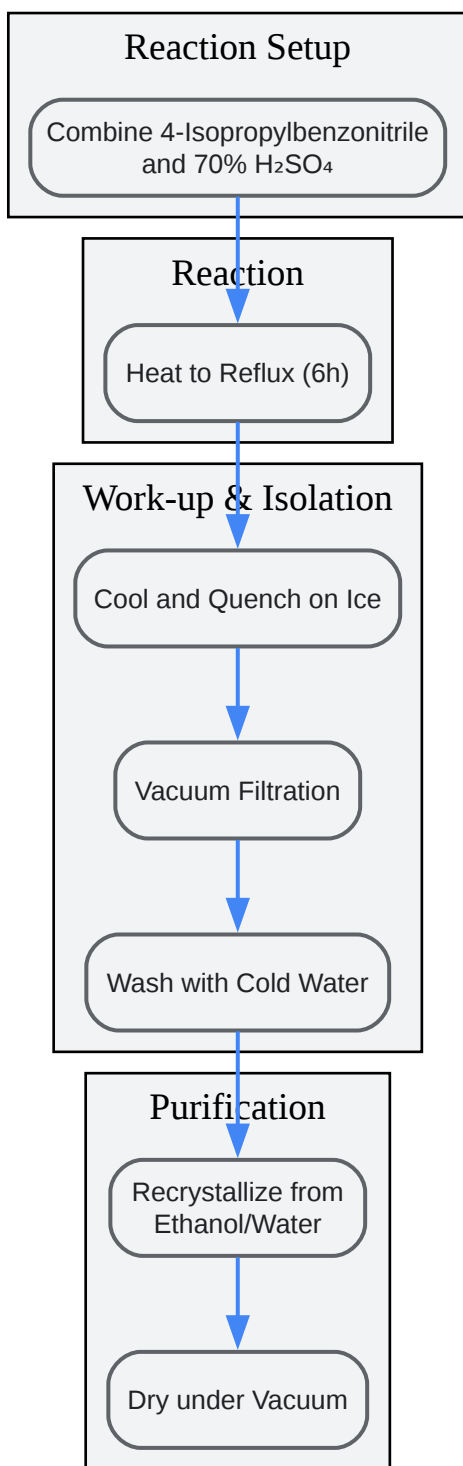 Reaction Setup
Combine 4-Isopropylbenzonitrile
and 70% H₂SO₄
Reaction
Heat to Reflux (6h)
Work-up & Isolation
Cool and Quench on Ice
Vacuum Filtration
Wash with Cold Water
Purification
Recrystallize from
Ethanol/Water
Dry under Vacuum